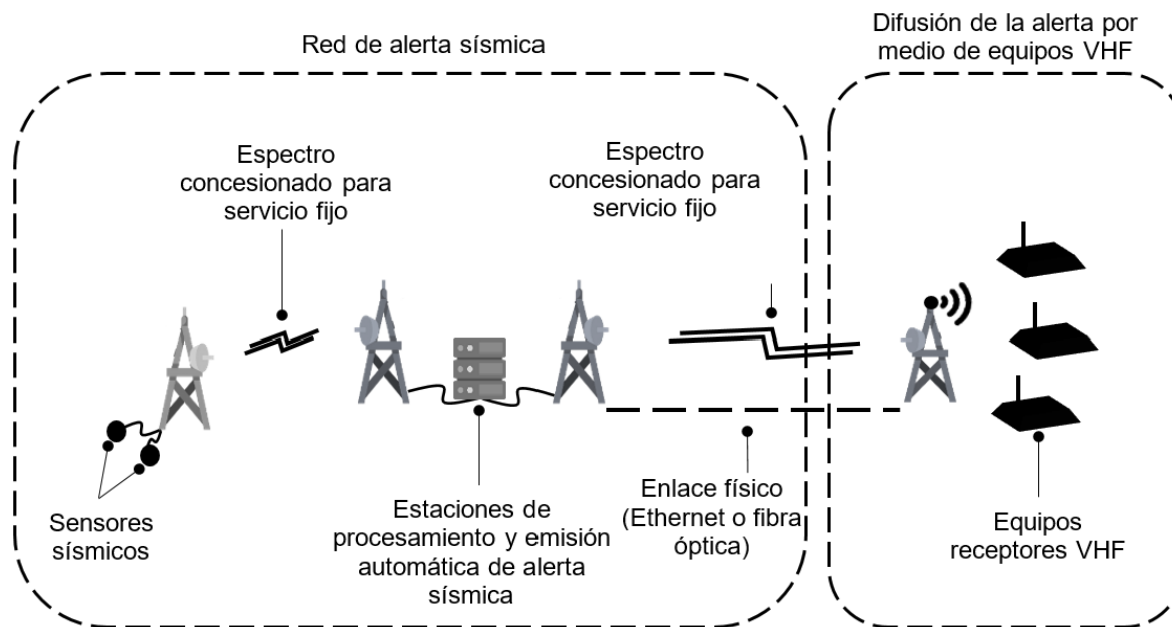 Red de alerta sísmica
Difusión de la alerta por
medio de equipos VHF
Espectro
concesionado para
servicio fijo
Espectro
concesionado para
servicio fijo
Sensores
sísmicos
Estaciones de
procesamiento y emisión
automática de alerta
sísmica
Enlace físico
(Ethernet o fibra
óptica)
Equipos
receptores VHF